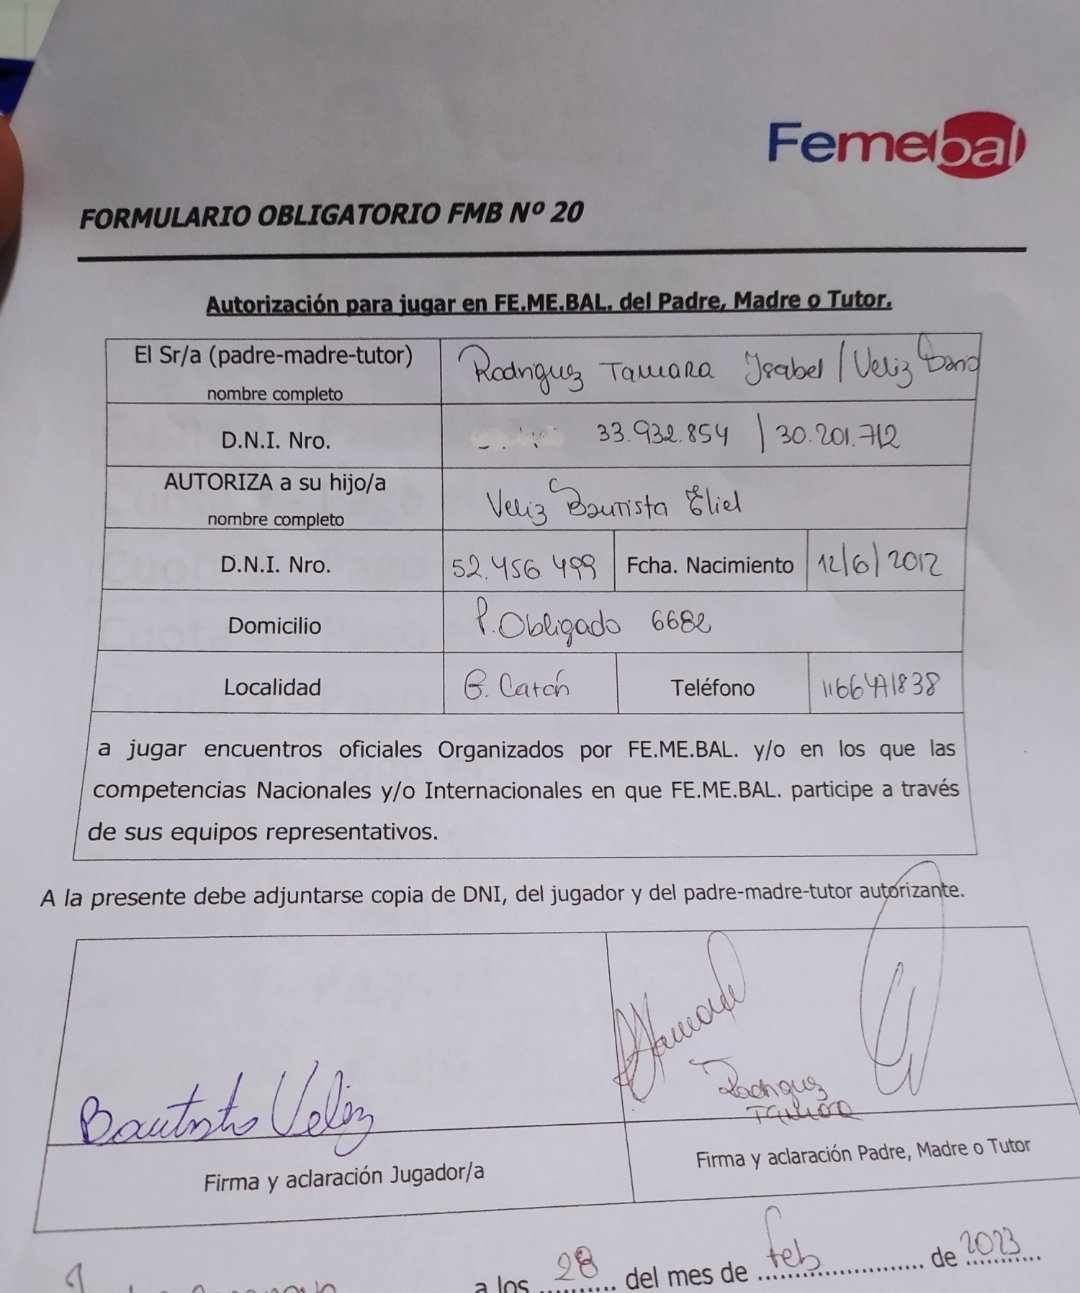 Femebal
FORMULARIO OBLIGATORIO FMB Nº 20
Autorización para jugar en FE.ME.BAL. del Padre, Madre o Tutor.
El Sr/a (padre-madre-tutor)
nombre completo
Rodriguez Tamara Isabel / Veliz David
D.N.I. Nro.
33.932.854 | 30.201.712
AUTORIZA a su hijo/a
nombre completo
Veliz Bautista Eliel
D.N.I. Nro.
52.456 499
Fcha. Nacimiento
12/6/2012
Domicilio
P. Obligado 6682
Localidad
G. Catán
Teléfono
1166471838
a jugar encuentros oficiales Organizados por FE.ME.BAL. y/o en los que las
competencias Nacionales y/o Internacionales en que FE.ME.BAL. participe a través
de sus equipos representativos.
A la presente debe adjuntarse copia de DNI, del jugador y del padre-madre-tutor autorizante.
Bautista Veliz
Rodriguez
Tamara
Firma y aclaración Jugador/a
Firma y aclaración Padre, Madre o Tutor
a los 28 del mes de feb de 2023